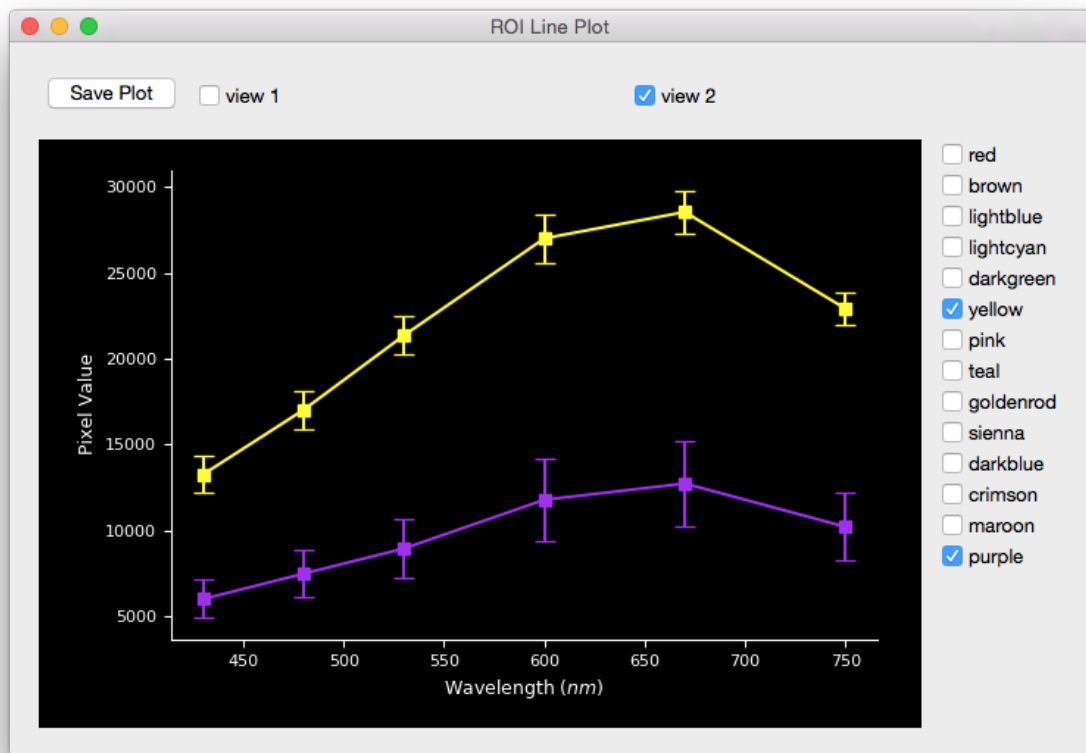 ROI Line Plot
Save Plot
view 1
view 2
30000
25000
20000
15000
10000
5000
Pixel Value
450 500 550 600 650 700 750
Wavelength (nm)
red
brown
lightblue
lightcyan
darkgreen
yellow
pink
teal
goldenrod
sienna
darkblue
crimson
maroon
purple